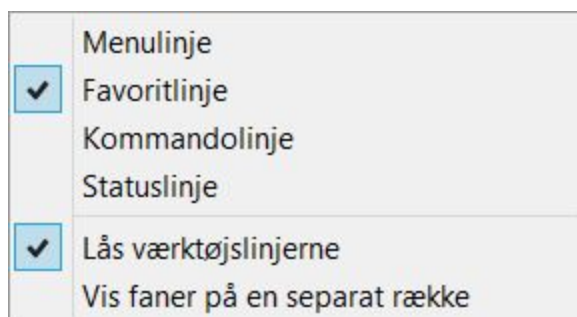 Menulinje
Favoritlinje
Kommandolinje
Statuslinje
Lås værktøjslinjerne
Vis faner på en separat række